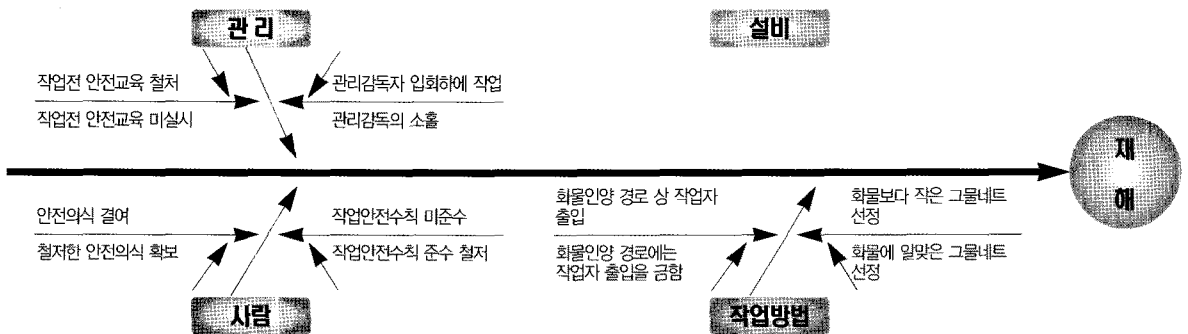 관 리
설비
작업전 안전교육 철처
작업전 안전교육 미실시
관리감독자 입회하에 작업
관리감독의 소홀
재
해
안전의식 결여
철저한 안전의식 확보
작업안전수칙 미준수
작업안전수칙 준수 철저
화물인양 경로 상 작업자
출입
화물인양 경로에는
작업자 출입을 금함
화물보다 작은 그물네트
선정
화물에 알맞은 그물네트
선정
사람
작업방법